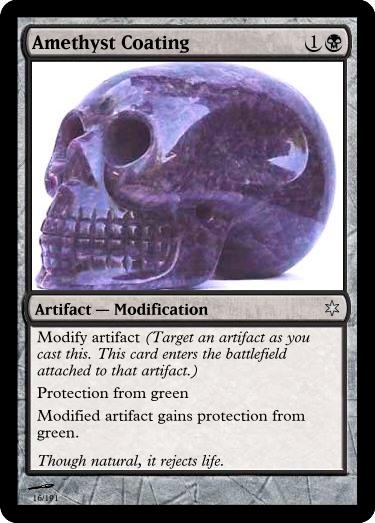 Amethyst Coating 1
Artifact — Modification
Modify artifact (Target an artifact as you
cast this. This card enters the battlefield
attached to that artifact.)
Protection from green
Modified artifact gains protection from
green.
Though natural, it rejects life.
16/191